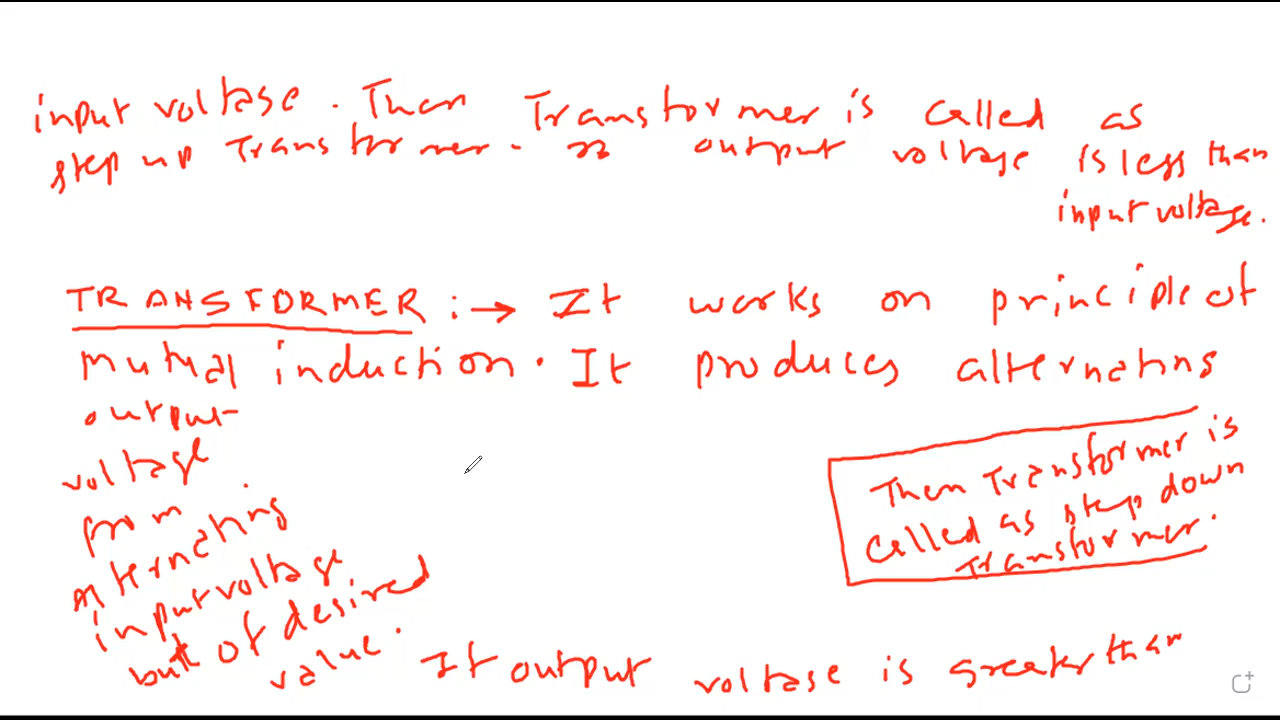 input voltage. Then Transformer is called as
step up Transformer. output voltage is less than
input voltage.
TRANSFORMER :→ It works on principle of
mutual induction. It produces alternating
output
voltage
from
alternating
input voltage
but of desired
value. If output voltage is greater than
Then Transformer is
called as step down
Transformer.